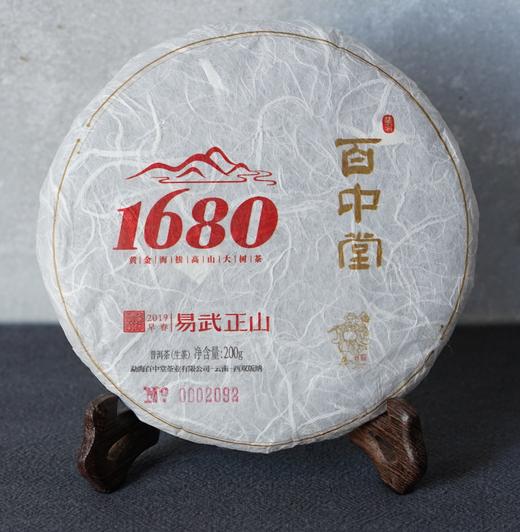 百中堂
1680
黄|金|海|拔|高|山|大|树|茶
2019
早春
易武正山
普洱茶(生茶) 净含量:200g
勐海百中堂茶业有限公司-云南-西双版纳
Nº 0002092